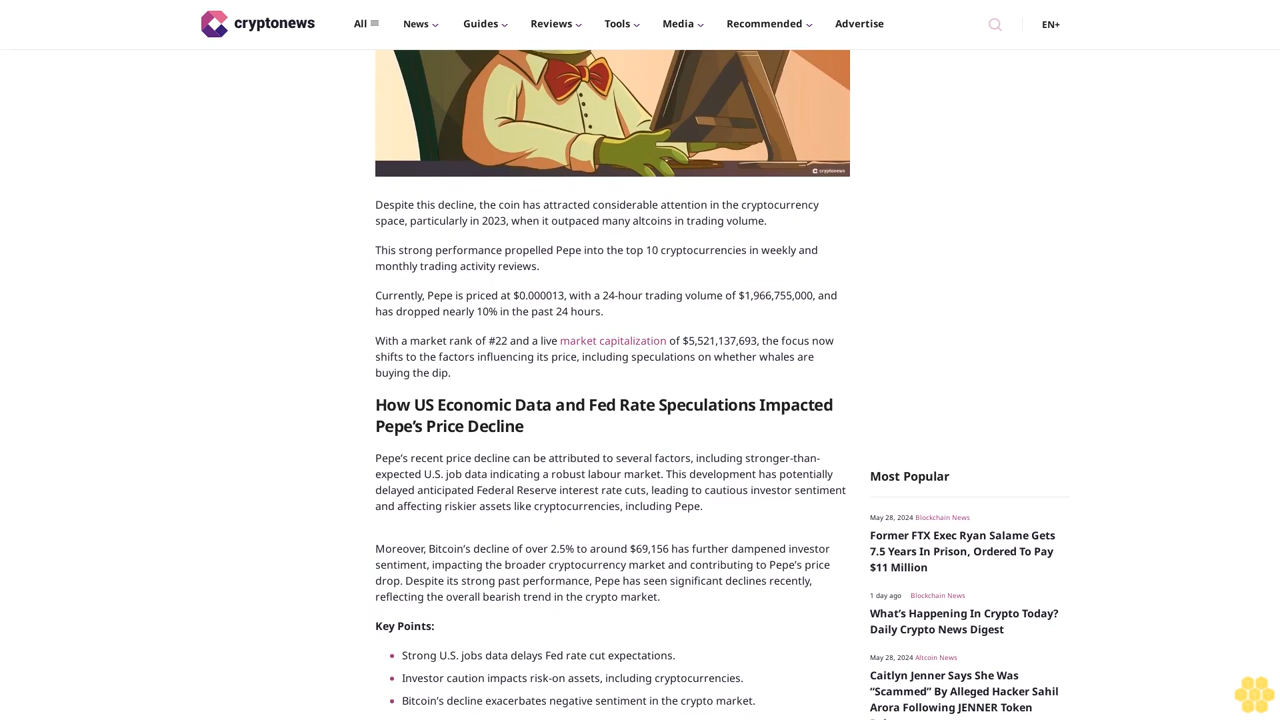 cryptonews
All
News
Guides
Reviews
Tools
Media
Recommended
Advertise
EN+
cryptonews
Despite this decline, the coin has attracted considerable attention in the cryptocurrency
space, particularly in 2023, when it outpaced many altcoins in trading volume.
This strong performance propelled Pepe into the top 10 cryptocurrencies in weekly and
monthly trading activity reviews.
Currently, Pepe is priced at $0.000013, with a 24-hour trading volume of $1,966,755,000, and
has dropped nearly 10% in the past 24 hours.
With a market rank of #22 and a live market capitalization of $5,521,137,693, the focus now
shifts to the factors influencing its price, including speculations on whether whales are
buying the dip.
How US Economic Data and Fed Rate Speculations Impacted
Pepe’s Price Decline
Pepe’s recent price decline can be attributed to several factors, including stronger-than-
expected U.S. job data indicating a robust labour market. This development has potentially
delayed anticipated Federal Reserve interest rate cuts, leading to cautious investor sentiment
and affecting riskier assets like cryptocurrencies, including Pepe.
Moreover, Bitcoin’s decline of over 2.5% to around $69,156 has further dampened investor
sentiment, impacting the broader cryptocurrency market and contributing to Pepe’s price
drop. Despite its strong past performance, Pepe has seen significant declines recently,
reflecting the overall bearish trend in the crypto market.
Key Points:
Strong U.S. jobs data delays Fed rate cut expectations.
Investor caution impacts risk-on assets, including cryptocurrencies.
Bitcoin’s decline exacerbates negative sentiment in the crypto market.
Most Popular
May 28, 2024 Blockchain News
Former FTX Exec Ryan Salame Gets
7.5 Years In Prison, Ordered To Pay
$11 Million
1 day ago Blockchain News
What’s Happening In Crypto Today?
Daily Crypto News Digest
May 28, 2024 Altcoin News
Caitlyn Jenner Says She Was
“Scammed” By Alleged Hacker Sahil
Arora Following JENNER Token